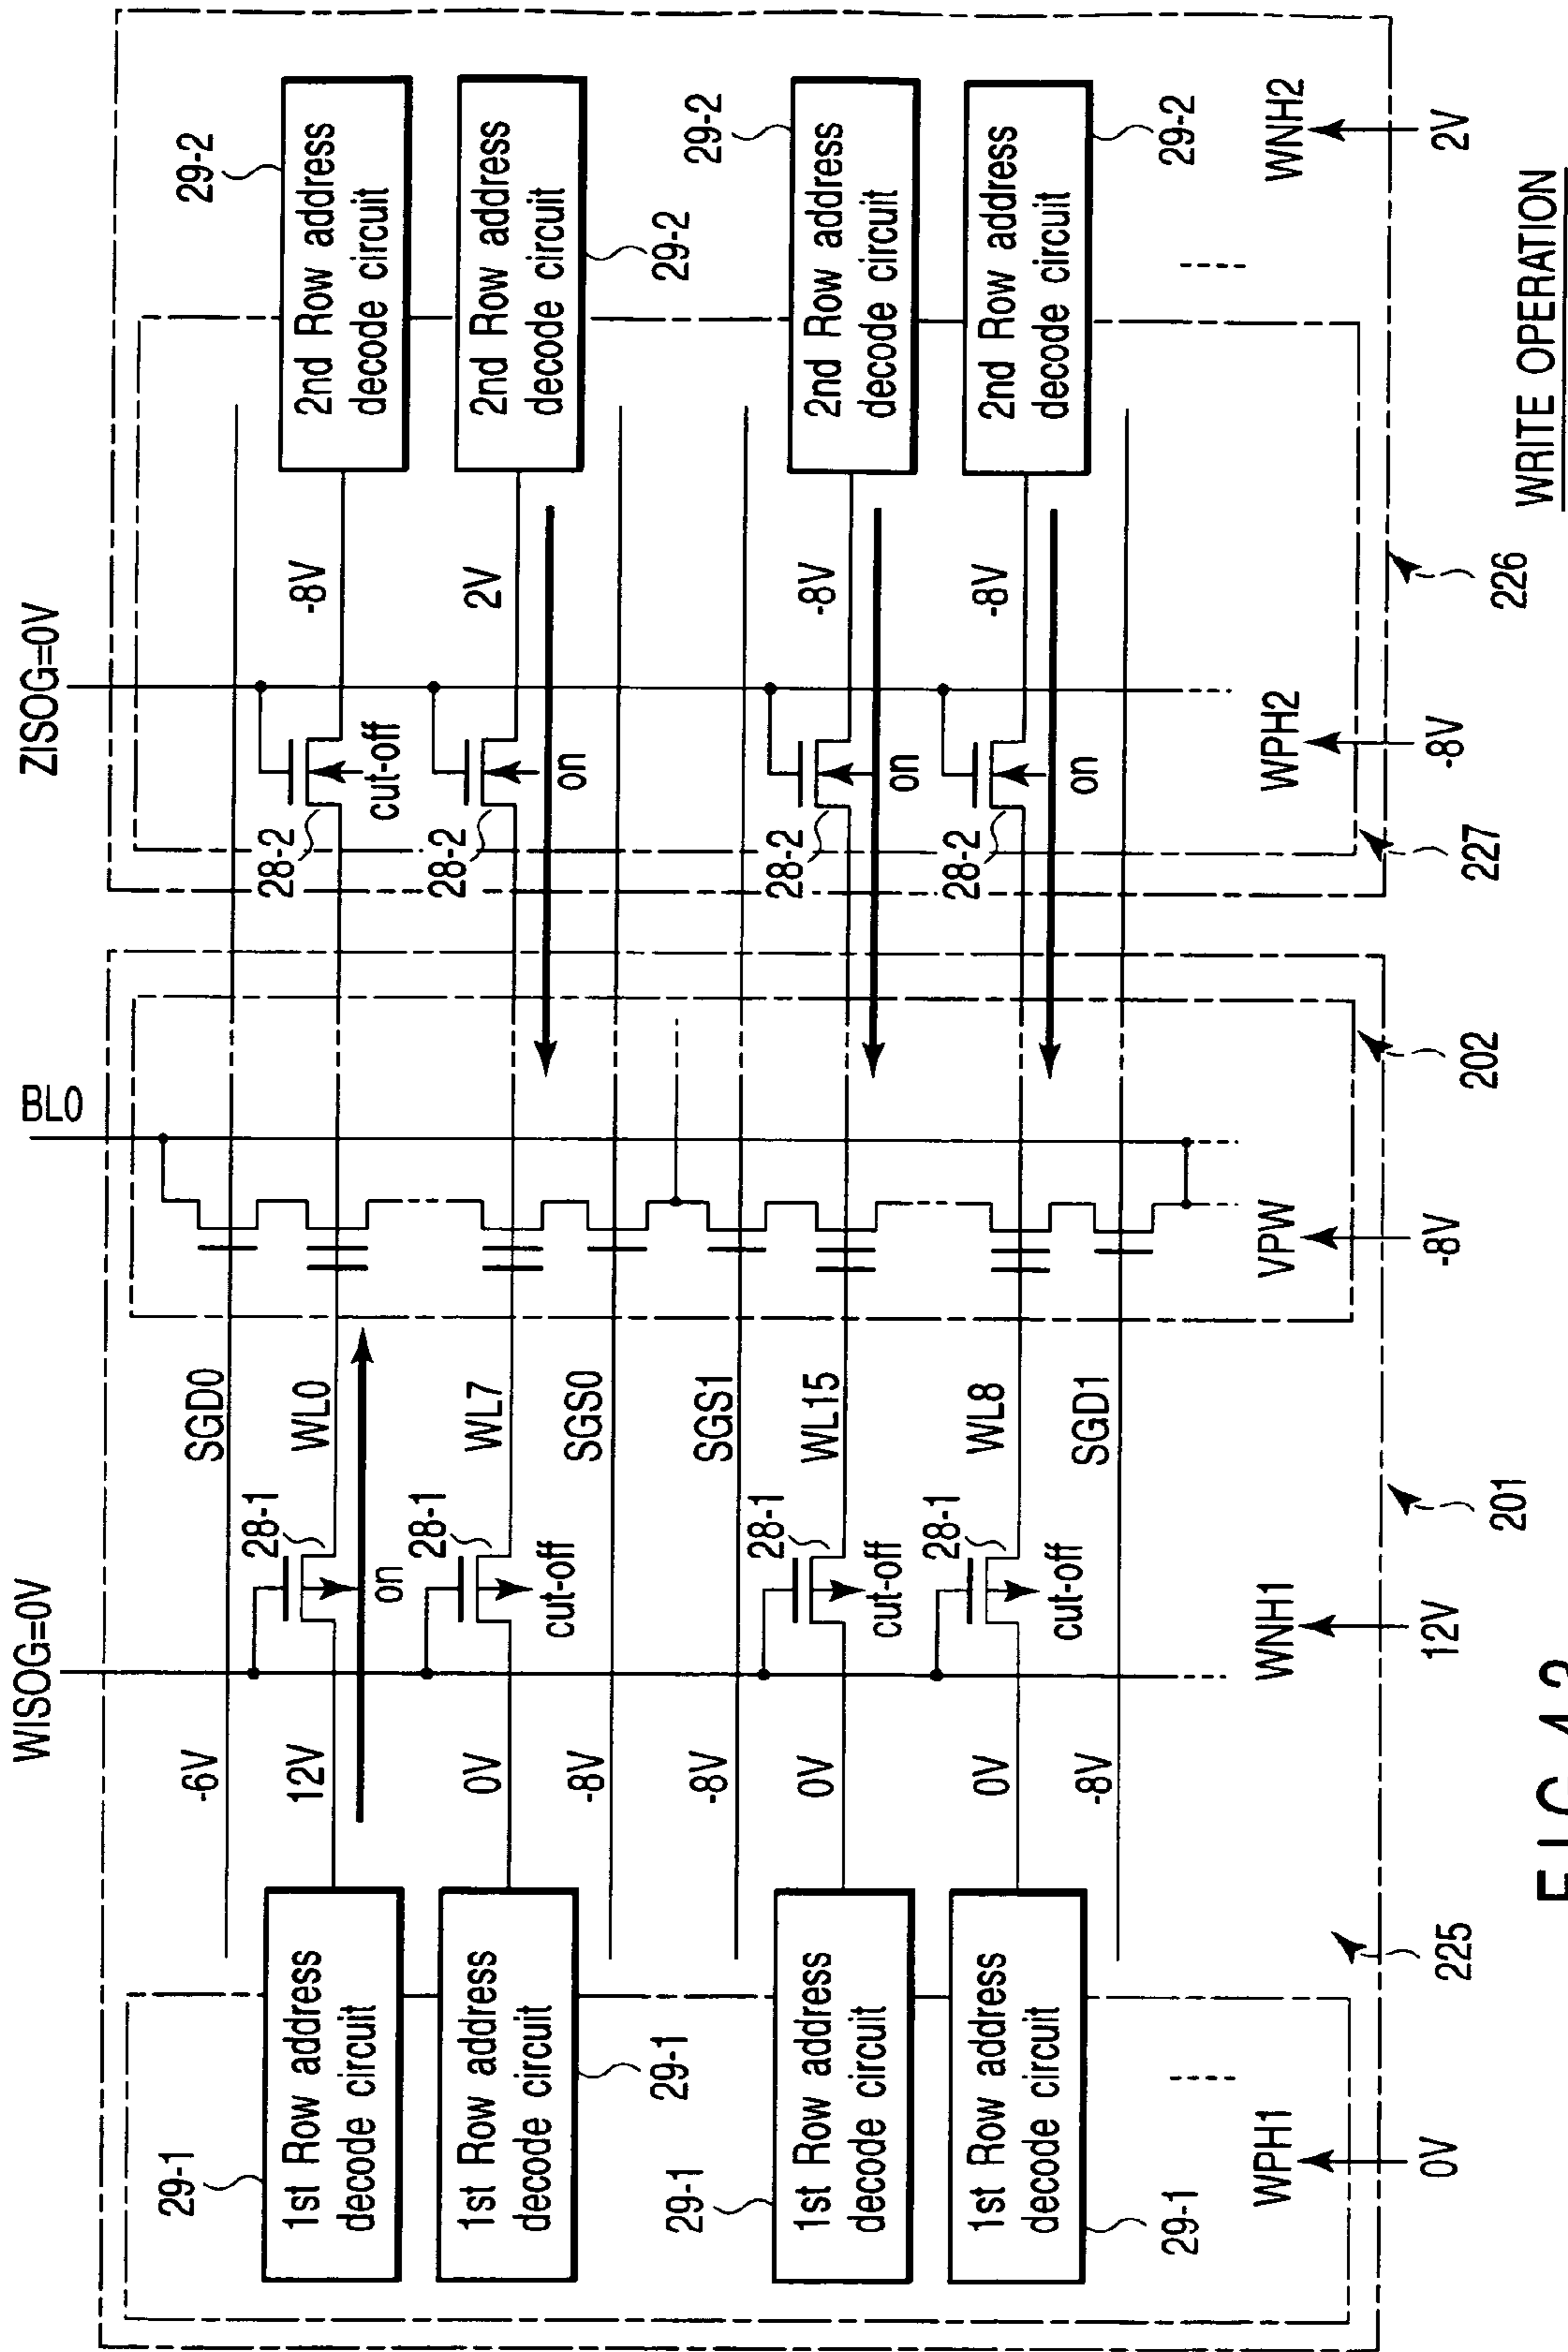 ZISOG=0V
WISOG=0V
BL0
29-2
2nd Row address
decode circuit
-8V
cut-off
28-2
SGD0
WL0
28-1
on
-6V
12V
1st Row address
decode circuit
29-1
2nd Row address
decode circuit
29-2
2V
on
28-2
WL7
28-1
cut-off
0V
1st Row address
decode circuit
29-1
SGS0
-8V
SGS1
-8V
29-2
2nd Row address
decode circuit
-8V
on
28-2
WL15
28-1
cut-off
0V
1st Row address
decode circuit
29-1
2nd Row address
decode circuit
29-2
-8V
on
28-2
WL8
28-1
cut-off
0V
1st Row address
decode circuit
29-1
SGD1
-8V
WNH2
2V
WPH2
-8V
VPW
-8V
WNH1
12V
WPH1
0V
226
227
202
201
225
WRITE OPERATION